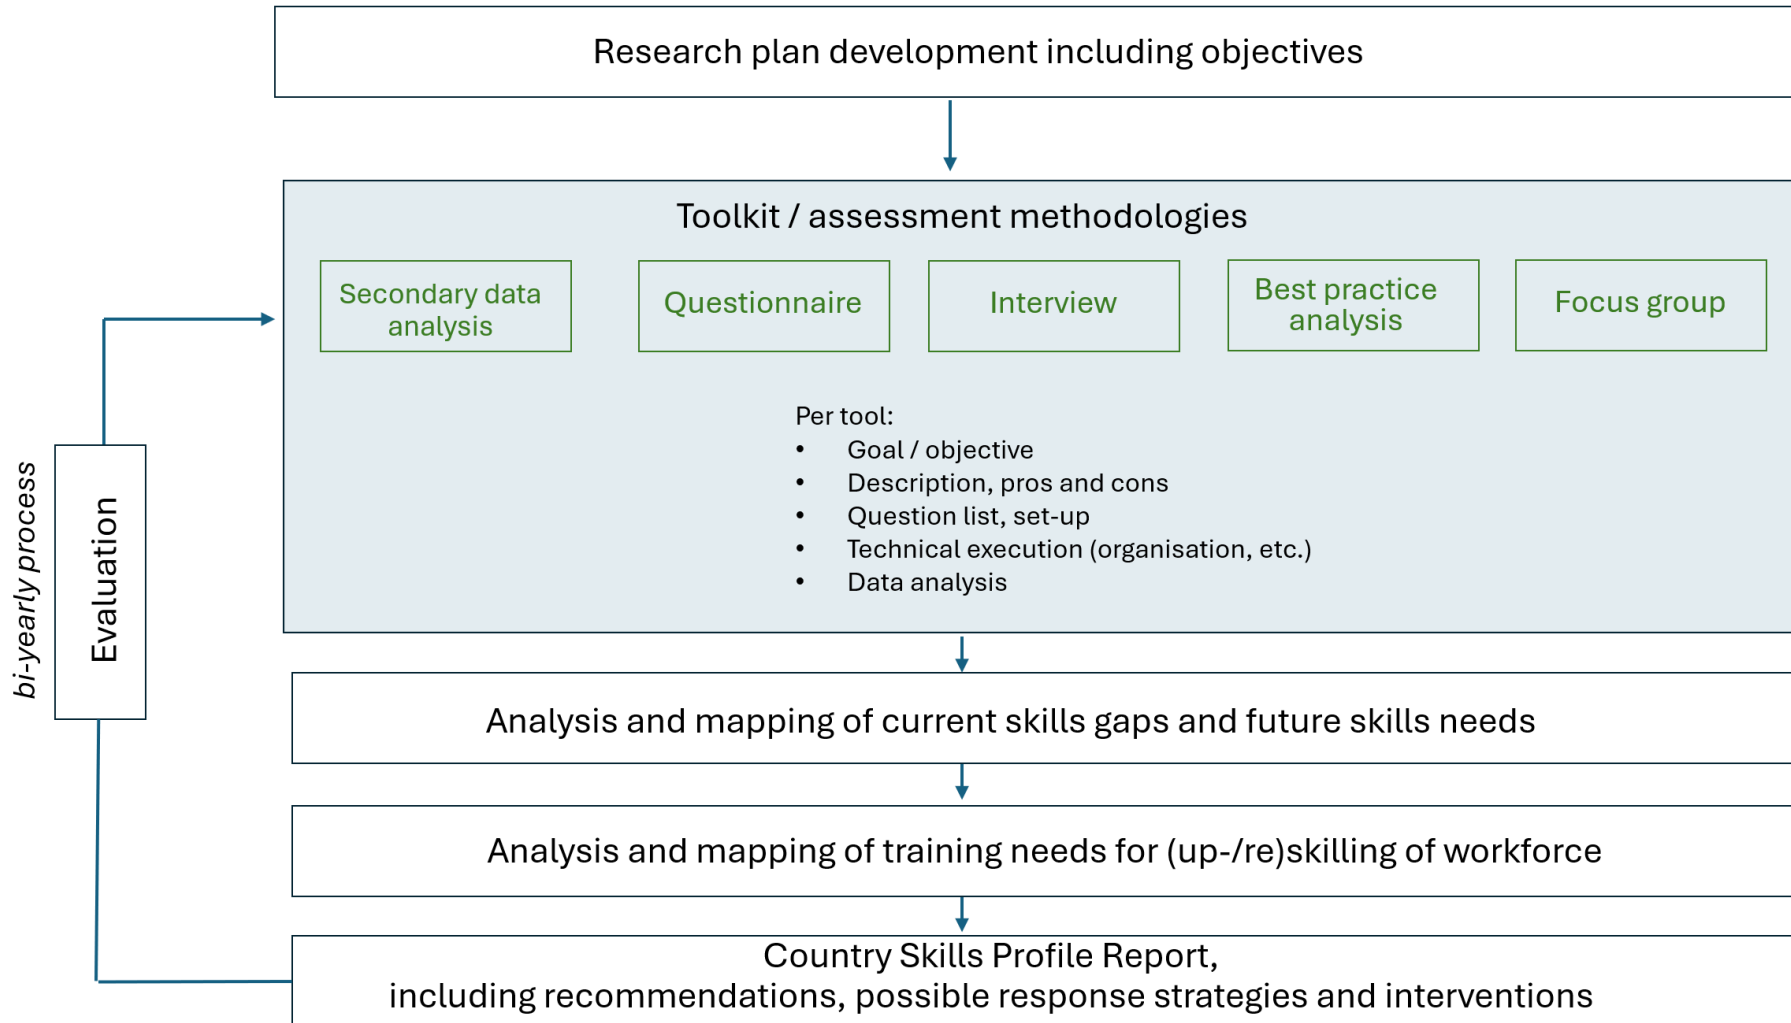 Research plan development including objectives
Toolkit / assessment methodologies
Secondary data
analysis
Questionnaire
Interview
Best practice
analysis
Focus group
Per tool:
• Goal / objective
• Description, pros and cons
• Question list, set-up
• Technical execution (organisation, etc.)
• Data analysis
bi-yearly process
Evaluation
Analysis and mapping of current skills gaps and future skills needs
Analysis and mapping of training needs for (up-/re)skilling of workforce
Country Skills Profile Report,
including recommendations, possible response strategies and interventions